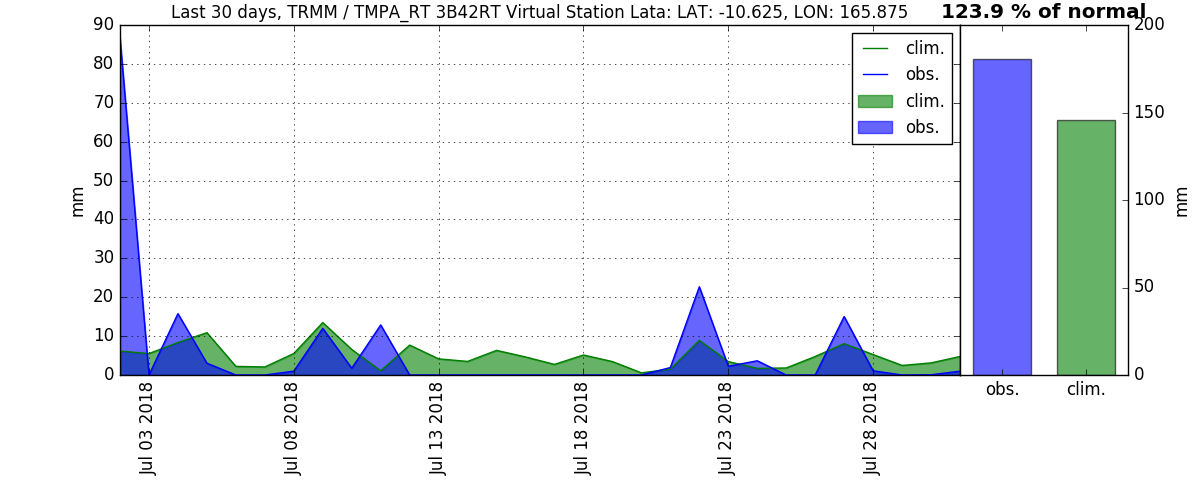 Last 30 days, TRMM / TMPA_RT 3B42RT Virtual Station Lata: LAT: -10.625, LON: 165.875
123.9 % of normal
90
80
70
60
50
40
30
20
10
0
mm
clim.
obs.
clim.
obs.
Jul 03 2018
Jul 08 2018
Jul 13 2018
Jul 18 2018
Jul 23 2018
Jul 28 2018
200
150
100
50
0
mm
obs.
clim.